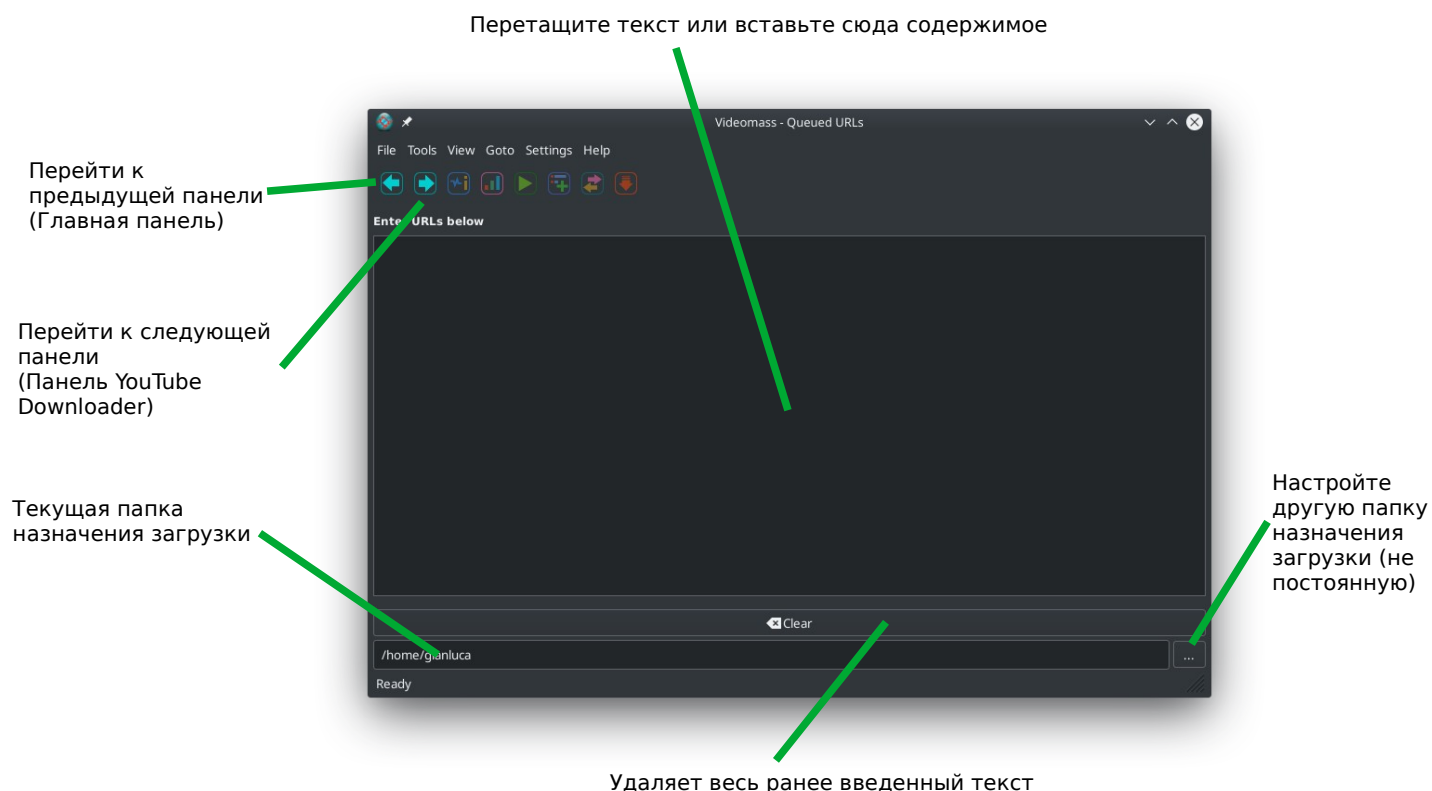 Перетащите текст или вставьте сюда содержимое
Videomass - Queued URLs
File Tools View Goto Settings Help
Перейти к
предыдущей панели
(Главная панель)
Enter URLs below
Перейти к следующей
панели
(Панель YouTube
Downloader)
Текущая папка
назначения загрузки
Настройте
другую папку
назначения
загрузки (не
постоянную)
Clear
/home/gianluca
...
Ready
Удаляет весь ранее введенный текст